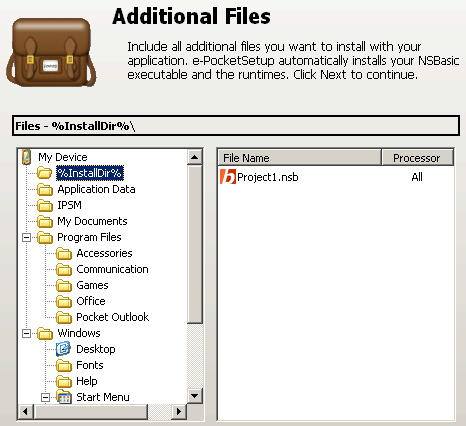 Additional Files
Include all additional files you want to install with your
application. e-PocketSetup automatically installs your NSBasic
executable and the runtimes. Click Next to continue.
Files - %InstallDir%\
My Device
%InstallDir%
Application Data
IPSM
My Documents
Program Files
Accessories
Communication
Games
Office
Pocket Outlook
Windows
Desktop
Fonts
Help
Start Menu
File Name Processor
Project1.nsb All